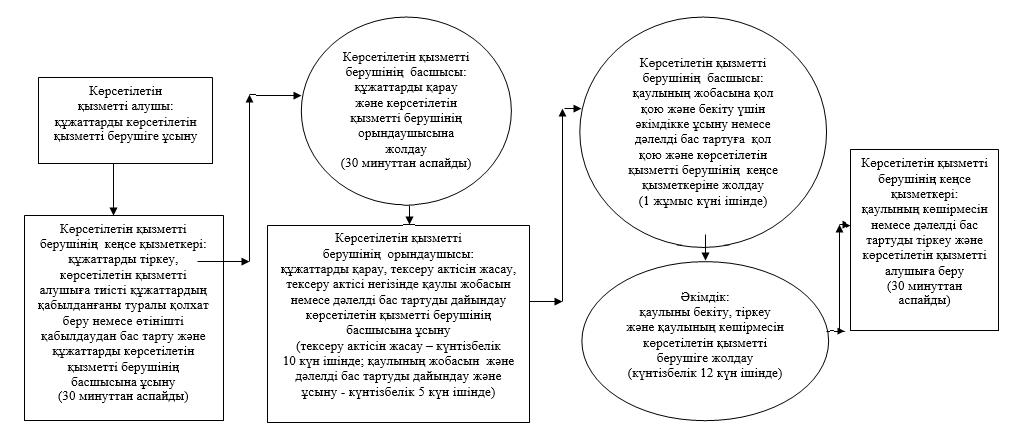 Көрсетілетін
қызметті алушы:
құжаттарды көрсетілетін
қызметті берушіге ұсыну
Көрсетілетін қызметті
берушінің кеңсе қызметкері:
құжаттарды тіркеу,
көрсетілетін қызметті
алушыға тиісті құжаттардың
қабылданғаны туралы қолхат
беру немесе өтінішті
қабылдаудан бас тарту және
құжаттарды көрсетілетін
қызметті берушінің
басшысына ұсыну
(30 минуттан аспайды)
Көрсетілетін қызметті
берушінің басшысы:
құжаттарды қарау
және көрсетілетін
қызметті берушінің
орындаушысына
жолдау
(30 минуттан аспайды)
Көрсетілетін қызметті
берушінің орындаушысы:
құжаттарды қарау, тексеру актісін жасау,
тексеру актісі негізінде қаулы жобасын
немесе дәлелді бас тартуды дайындау
көрсетілетін қызметті берушінің
басшысына ұсыну
(тексеру актісін жасау – күнтізбелік
10 күн ішінде; қаулының жобасын және
дәлелді бас тартуды дайындау және
ұсыну - күнтізбелік 5 күн ішінде)
Көрсетілетін қызметті
берушінің басшысы:
қаулының жобасына қол
қою және бекіту үшін
әкімдікке ұсыну немесе
дәлелді бас тартуға қол
қою және көрсетілетін
қызметті берушінің кеңсе
қызметкеріне жолдау
(1 жұмыс күні ішінде)
Әкімдік:
қаулыны бекіту, тіркеу
және қаулының көшірмесін
көрсетілетін қызметті
берушіге жолдау
(күнтізбелік 12 күн ішінде)
Көрсетілетін қызметті
берушінің кеңсе
қызметкері:
қаулының көшірмесін
немесе дәлелді бас
тартуды тіркеу және
көрсетілетін қызметті
алушыға беру
(30 минуттан
аспайды)